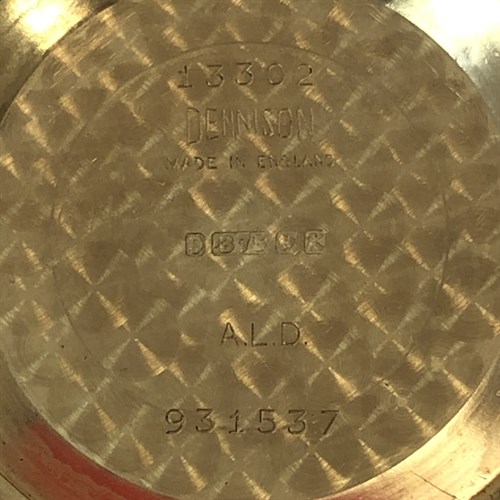 13302
DENNISON
MADE IN ENGLAND
A.L.D.
931537